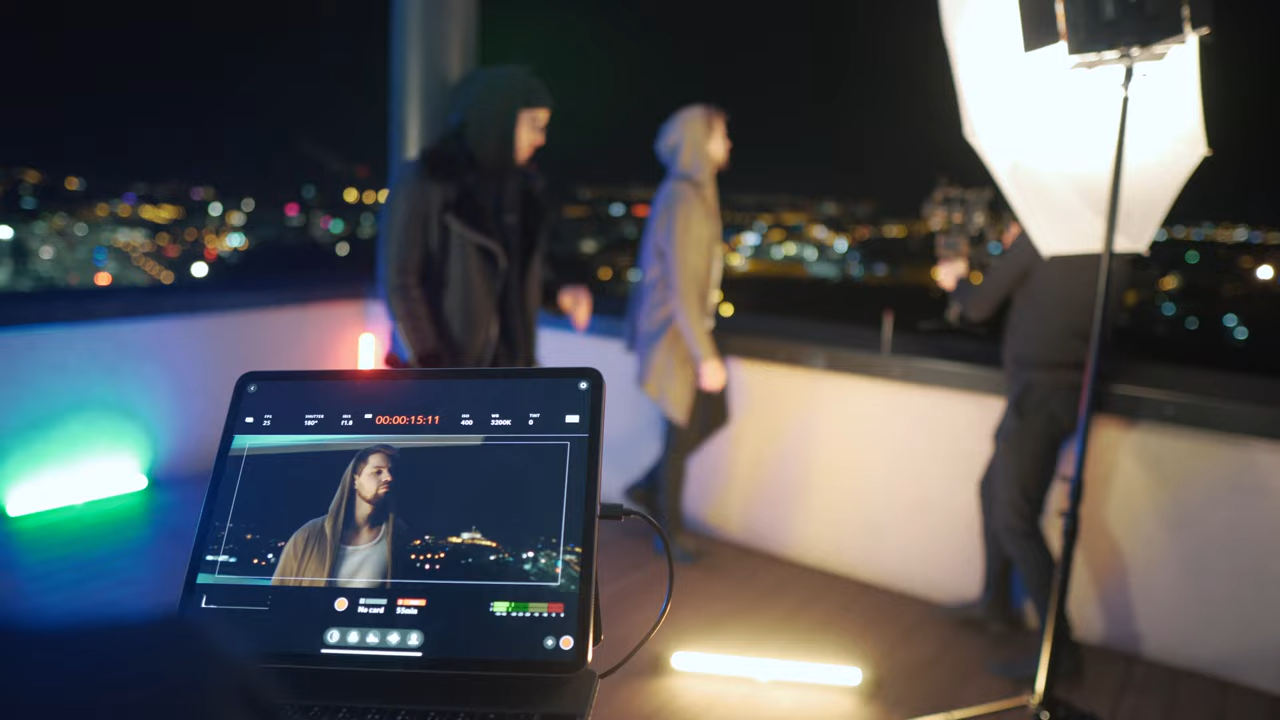 FPS SHUTTER IRIS 00:00:15:11 ISO WB TINT
25 180° f1.8 400 3200K 0
No card 55min